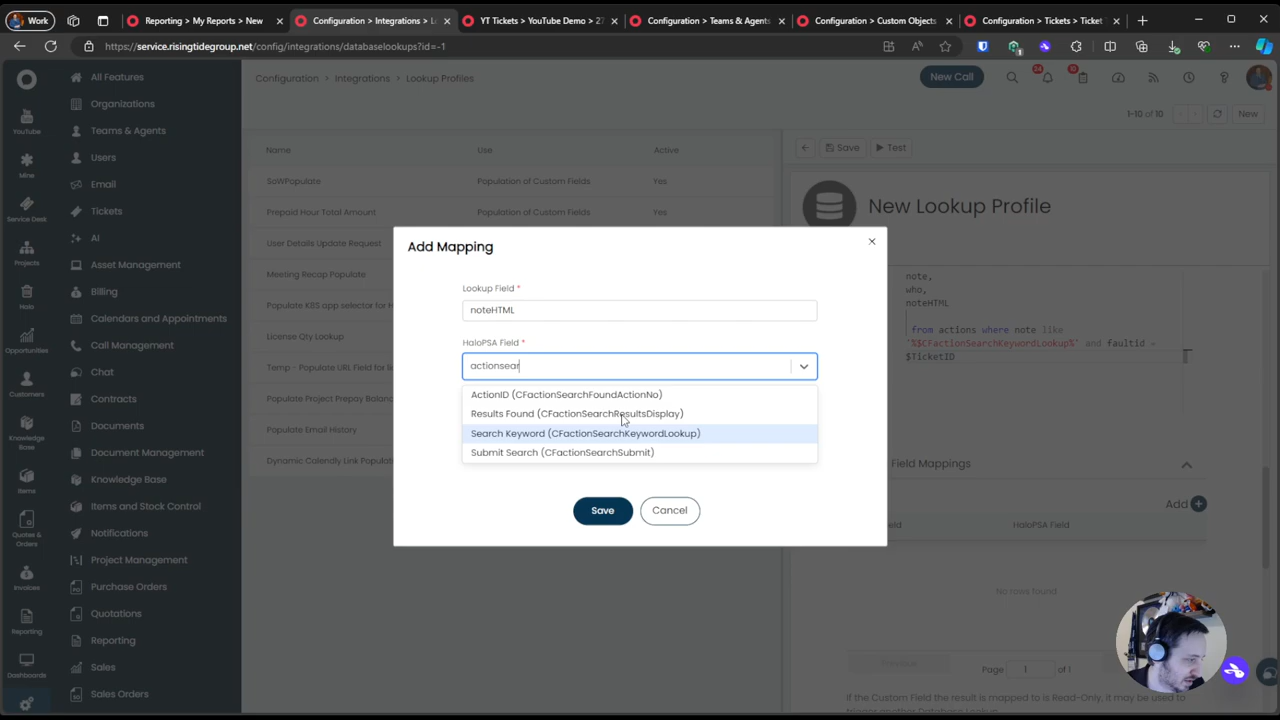 Work
Reporting > My Reports > New
Configuration > Integrations > L
YT Tickets > YouTube Demo > 27
Configuration > Teams & Agents
Configuration > Custom Objects
Configuration > Tickets > Ticket
https://service.risingtidegroup.net/config/integrations/databaselookups?id=-1
All Features
Configuration > Integrations > Lookup Profiles
New Call
Organizations
YouTube
Teams & Agents
1-10 of 10
New
Users
Name
Use
Active
Save
Test
Mine
Email
SoWPopulate
Population of Custom Fields
Yes
Service Desk
Tickets
Prepaid Hour Total Amount
Population of Custom Fields
Yes
New Lookup Profile
AI
User Details Update Request
Projects
Asset Management
Meeting Recap Populate
Billing
Populate KBS app selector for H
Halo
Calendars and Appointments
License Qty Lookup
Opportunities
Call Management
Temp - Populate URL Field for li
Chat
Populate Project Prepay Balanc
Customers
Contracts
Populate Email History
Documents
Dynamic Calendly Link Populati
Knowledge Base
Document Management
Knowledge Base
Items
Items and Stock Control
Notifications
Quotes & Orders
Project Management
Invoices
Purchase Orders
Quotations
Reporting
Reporting
Sales
Dashboards
Sales Orders
Add Mapping
Lookup Field *
noteHTML
HaloPSA Field *
actionsear
ActionID (CFactionSearchFoundActionNo)
Results Found (CFactionSearchResultsDisplay)
Search Keyword (CFactionSearchKeywordLookup)
Submit Search (CFactionSearchSubmit)
Save
Cancel
note,
who,
noteHTML
from actions where note like
'%$CFactionSearchKeywordLookup%' and faultid =
$TicketID
Field Mappings
Add
HaloPSA Field
No rows found
Previous
Page 1 of 1
If the Custom Field the result is mapped to is Read-Only, it may be used to
trigger another Database Lookup